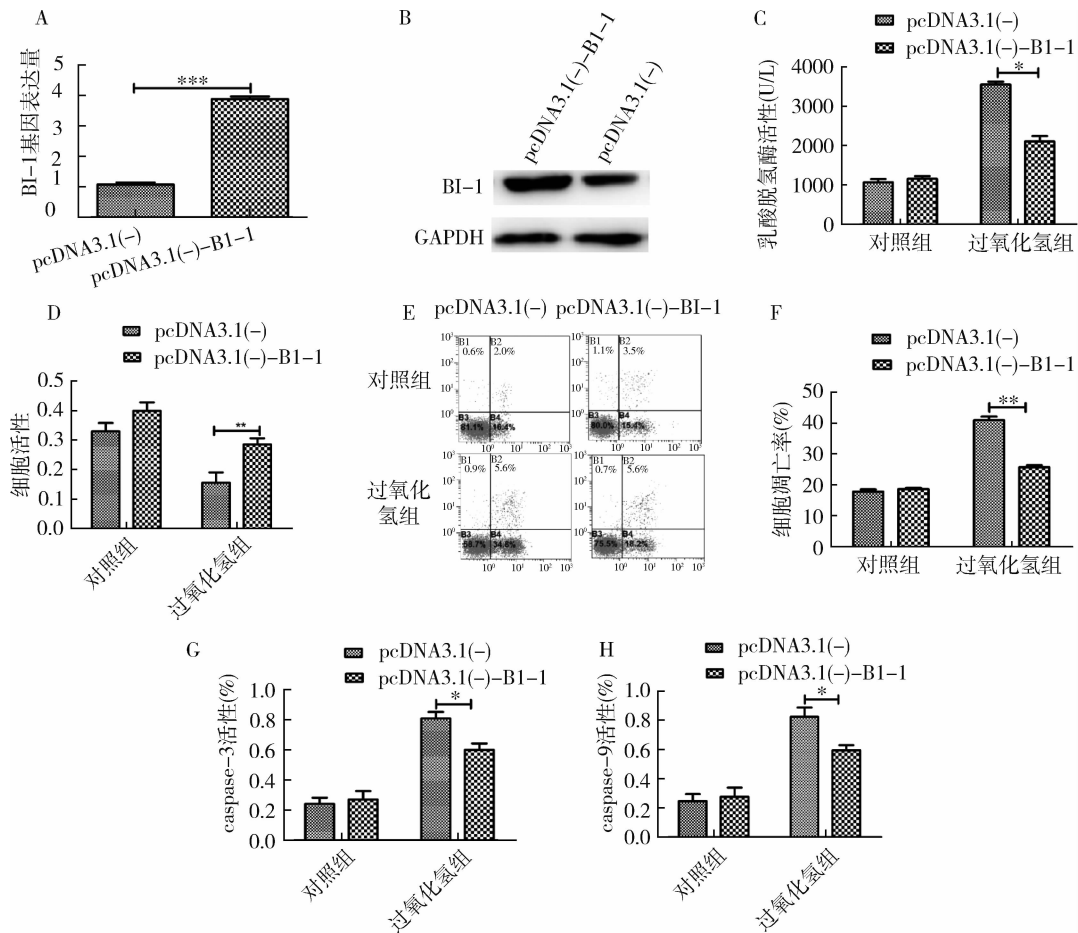 A
BI-1基因表达量
5
4
3
2
1
0
***
pcDNA3.1(-)
pcDNA3.1(-)-B1-1
B
pcDNA3.1(-)-B1-1
pcDNA3.1(-)
BI-1
GAPDH
C
pcDNA3.1(-)
pcDNA3.1(-)-B1-1
乳酸脱氢酶活性(U/L)
4000
3000
2000
1000
0
*
对照组
过氧化氢组
D
pcDNA3.1(-)
pcDNA3.1(-)-B1-1
细胞活性
0.5
0.4
0.3
0.2
0.1
0.0
**
对照组
过氧化氢组
E
pcDNA3.1(-) pcDNA3.1(-)-BI-1
对照组
B1 0.6%
B2 2.0%
B3 81.1%
B4 16.4%
B1 1.1%
B2 3.5%
B3 80.0%
B4 15.4%
过氧化
氢组
B1 0.9%
B2 5.6%
B3
B4
B1 0.7%
B2 5.6%
B3 75.5%
B4 18.2%
F
pcDNA3.1(-)
pcDNA3.1(-)-B1-1
细胞凋亡率(%)
50
40
30
20
10
0
**
对照组
过氧化氢组
G
pcDNA3.1(-)
pcDNA3.1(-)-B1-1
caspase-3活性(%)
1.0
0.8
0.6
0.4
0.2
0.0
*
对照组
过氧化氢组
H
pcDNA3.1(-)
pcDNA3.1(-)-B1-1
caspase-9活性(%)
1.0
0.8
0.6
0.4
0.2
0.0
*
对照组
过氧化氢组